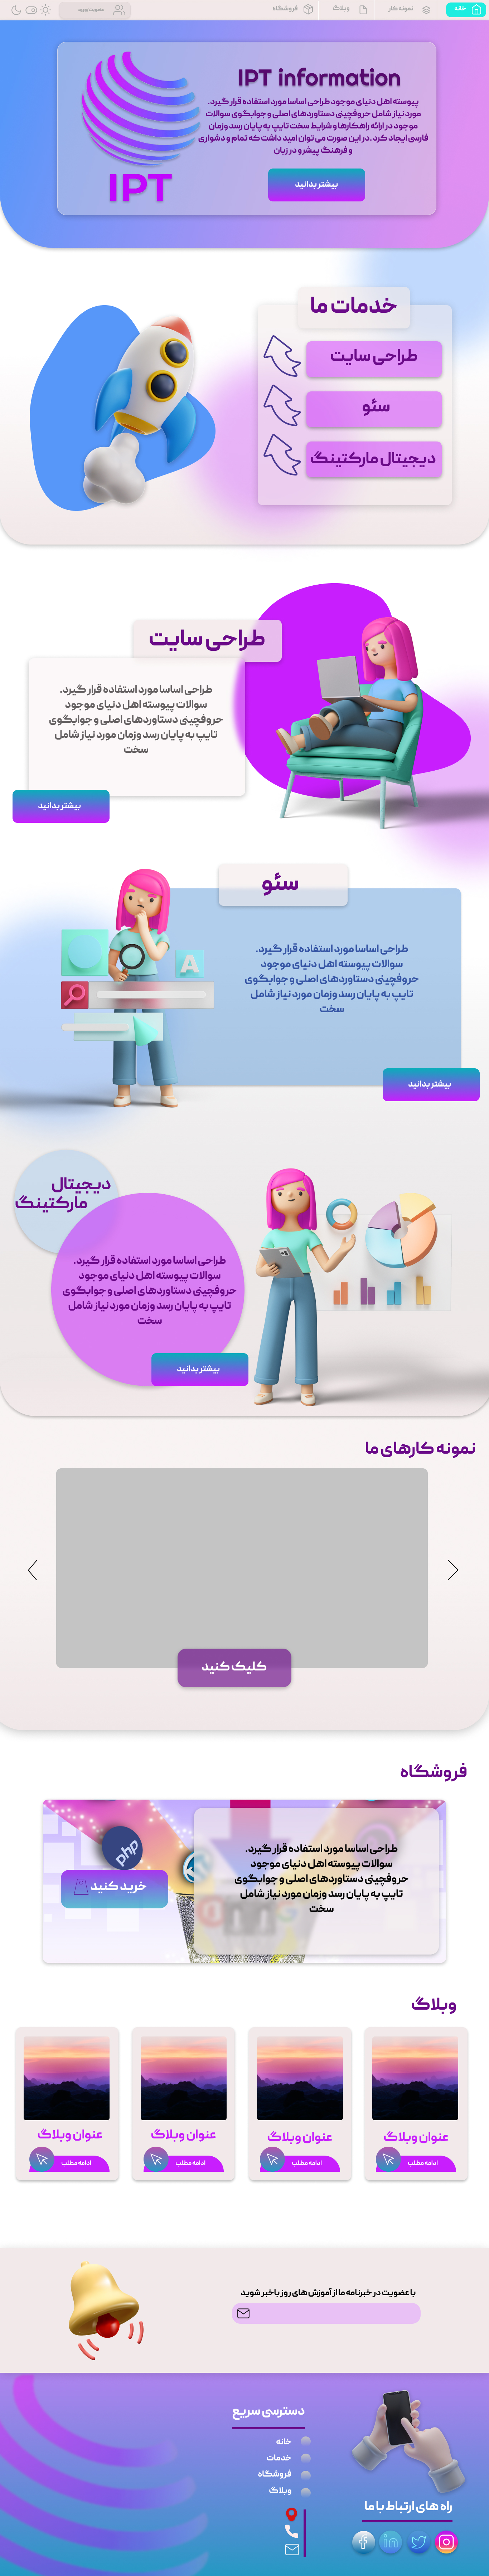 خانه
نمونه کار
وبلاگ
فروشگاه
IPT information
پیوسته اهل دنیای موجود طراحی اساسا مورد استفاده قرار گیرد.
مورد نیاز شامل حروفچینی دستاوردهای اصلی و جوابگوی سوالات
موجود در ارائه راهکارها و شرایط سخت تایپ به پایان رسد وزمان
فارسی ایجاد کرد. در این صورت می توان امید داشت که تمام و دشواری
و فرهنگ پیشرو در زبان
IPT
بیشتر بدانید
خدمات ما
طراحی سایت
سئو
دیجیتال مارکتینگ
طراحی سایت
طراحی اساسا مورد استفاده قرار گیرد.
سوالات پیوسته اهل دنیای موجود
حروفچینی دستاوردهای اصلی و جوابگوی
تایپ به پایان رسد وزمان مورد نیاز شامل
سخت
بیشتر بدانید
سئو
A
طراحی اساسا مورد استفاده قرار گیرد.
سوالات پیوسته اهل دنیای موجود
حروفچینی دستاوردهای اصلی و جوابگوی
تایپ به پایان رسد وزمان مورد نیاز شامل
سخت
بیشتر بدانید
دیجیتال
مارکتینگ
طراحی اساسا مورد استفاده قرار گیرد.
سوالات پیوسته اهل دنیای موجود
حروفچینی دستاوردهای اصلی و جوابگوی
تایپ به پایان رسد وزمان مورد نیاز شامل
سخت
بیشتر بدانید
نمونه کارهای ما
کلیک کنید
فروشگاه
php
طراحی اساسا مورد استفاده قرار گیرد.
سوالات پیوسته اهل دنیای موجود
حروفچینی دستاوردهای اصلی و جوابگوی
تایپ به پایان رسد وزمان مورد نیاز شامل
سخت
خرید کنید
وبلاگ
عنوان وبلاگ
ادامه مطلب
عنوان وبلاگ
ادامه مطلب
عنوان وبلاگ
ادامه مطلب
عنوان وبلاگ
ادامه مطلب
با عضویت در خبرنامه ما از آموزش های روز باخبر شوید
دسترسی سریع
خانه
خدمات
فروشگاه
وبلاگ
راه های ارتباط با ما